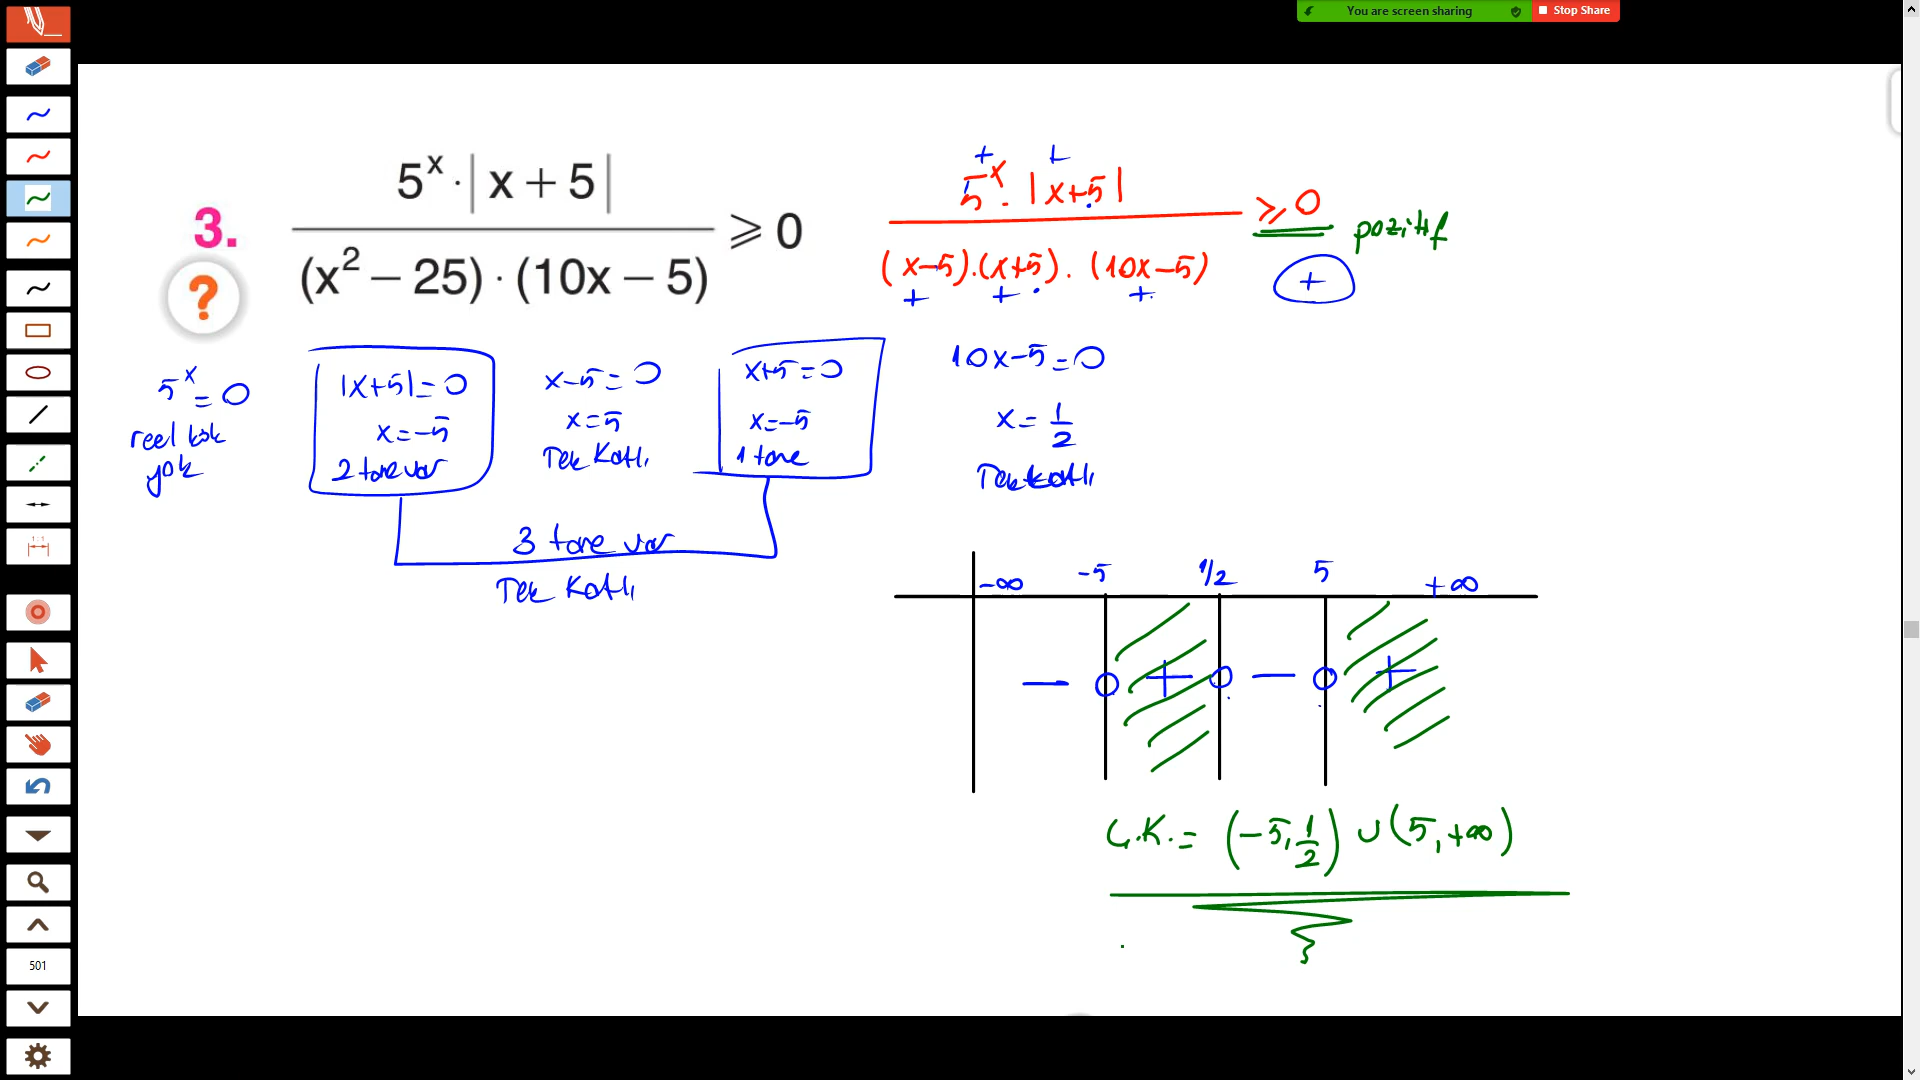 You are screen sharing
Stop Share
3.
?
5^x · | x + 5 |
(x² – 25) · (10x – 5)
⩾ 0
+ +
5^x . |x+5|
(x-5).(x+5). (10x-5)
+ + +
⩾ 0
pozitif
+
5^x = 0
reel kök
yok
|x+5| = 0
x = -5
2 tane var
x-5 = 0
x = 5
Tek Katlı
x+5 = 0
x = -5
1 tane
10x-5 = 0
x = 1/2
Tek katlı
3 tane var
Tek Katlı
-∞ -5 1/2 5 +∞
- + - +
Ç.K. = (-5, 1/2) ∪ (5, +∞)
1:1
501